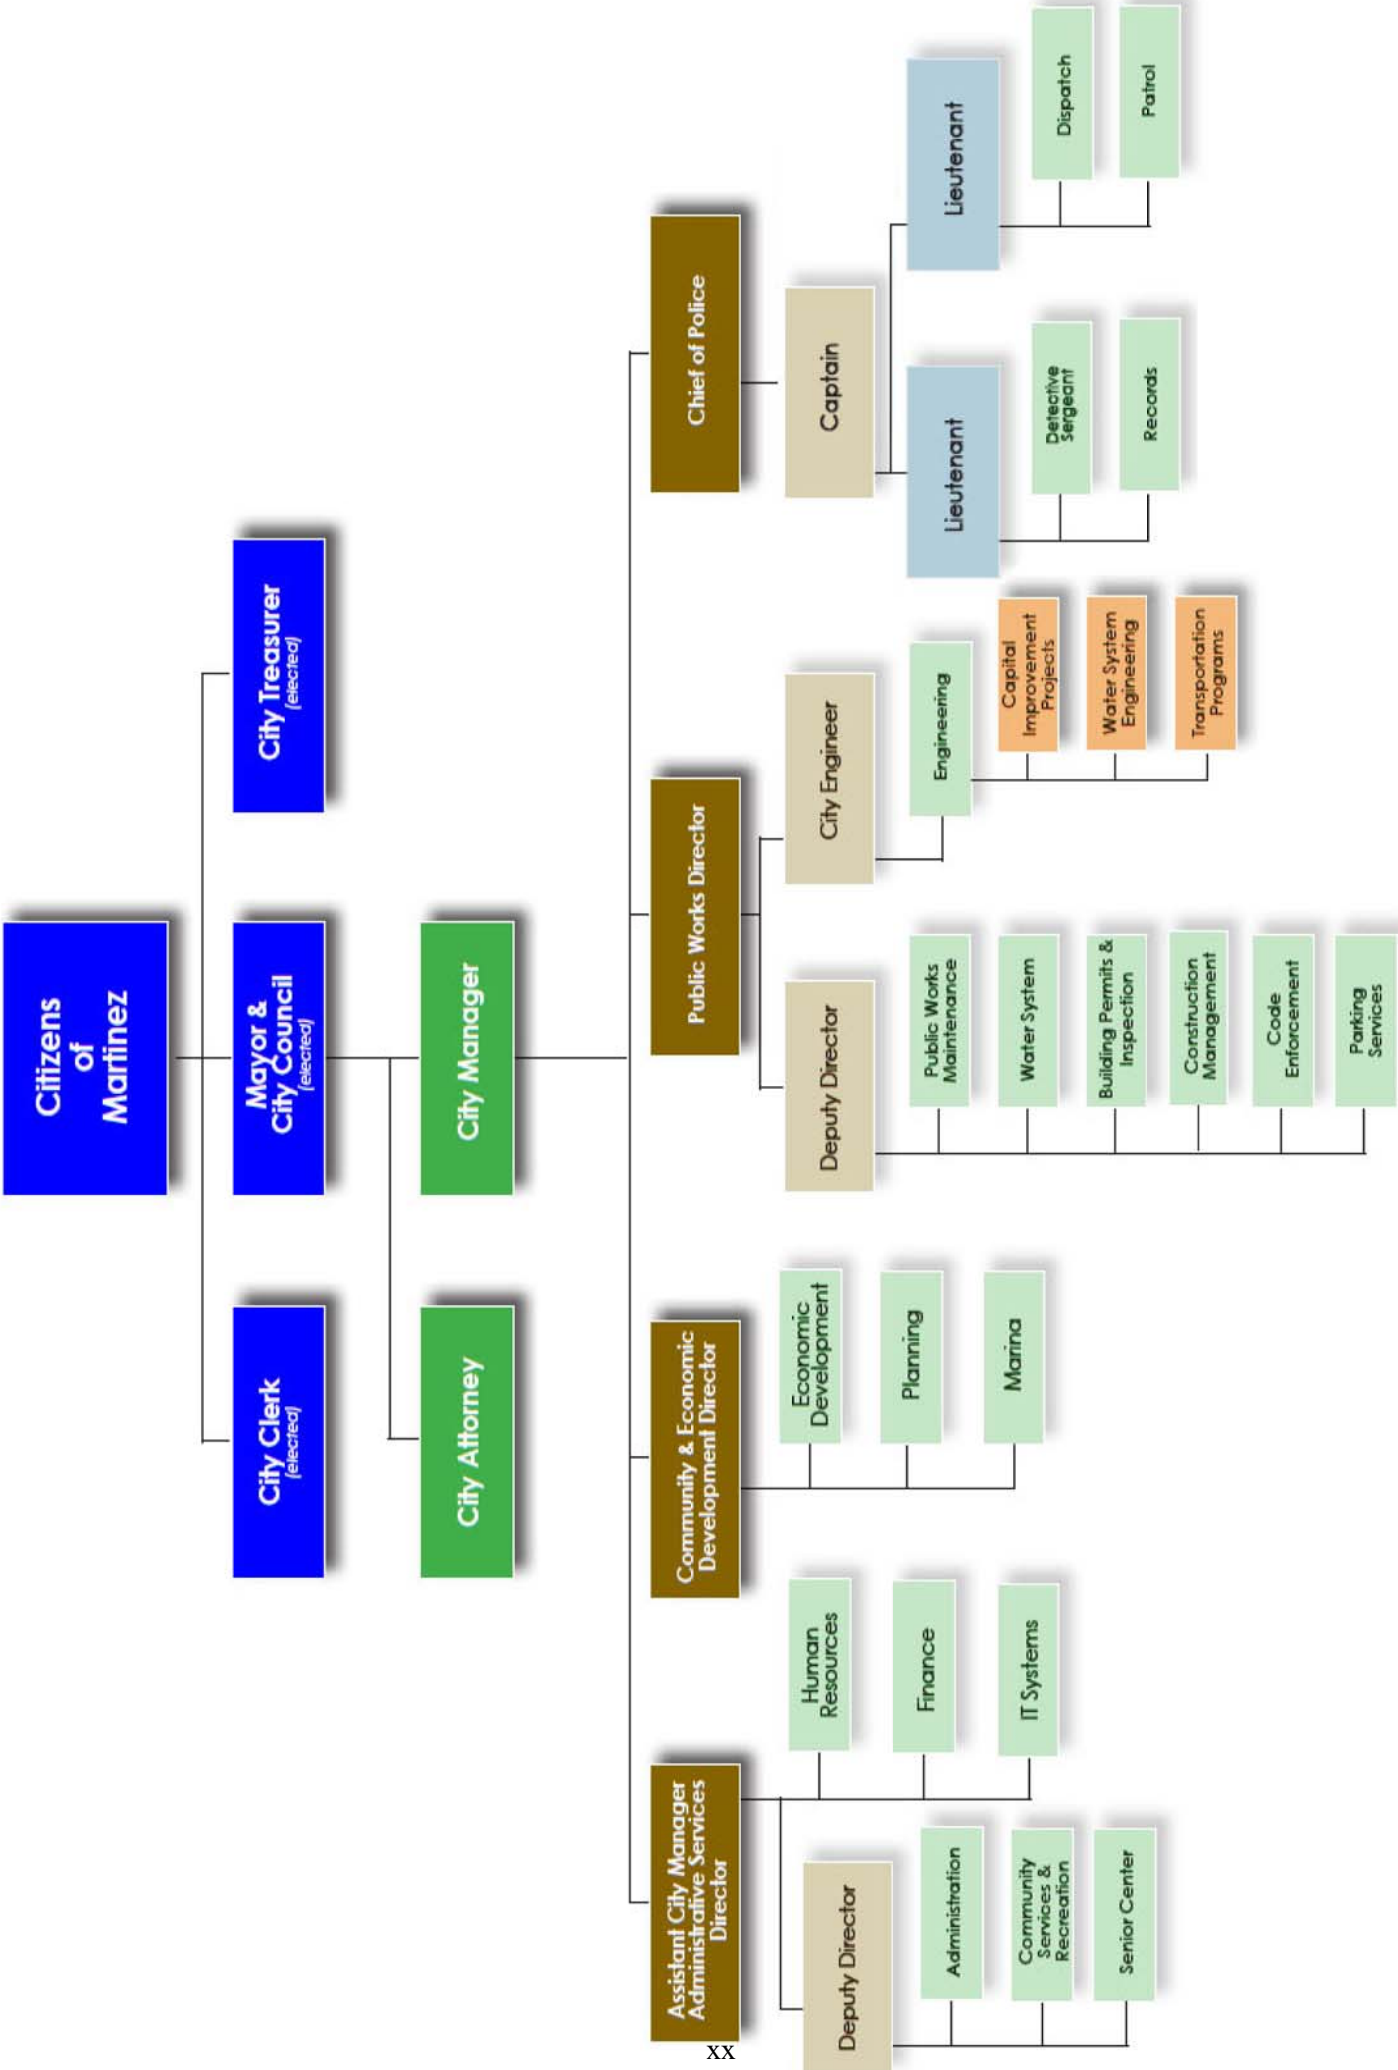 Citizens
of
Martinez
City Clerk
(elected)
Mayor &
City Council
(elected)
City Treasurer
(elected)
City Attorney
City Manager
Assistant City Manager
Administrative Services
Director
Community & Economic
Development Director
Public Works Director
Chief of Police
Deputy Director
Administration
Community
Services &
Recreation
Senior Center
Human
Resources
Finance
IT Systems
Economic
Development
Planning
Marina
Deputy Director
Public Works
Maintenance
Water System
Building Permits &
Inspection
Construction
Management
Code
Enforcement
Parking
Services
City Engineer
Engineering
Capital
Improvement
Projects
Water System
Engineering
Transportation
Programs
Captain
Lieutenant
Detective
Sergeant
Records
Lieutenant
Dispatch
Patrol
xx